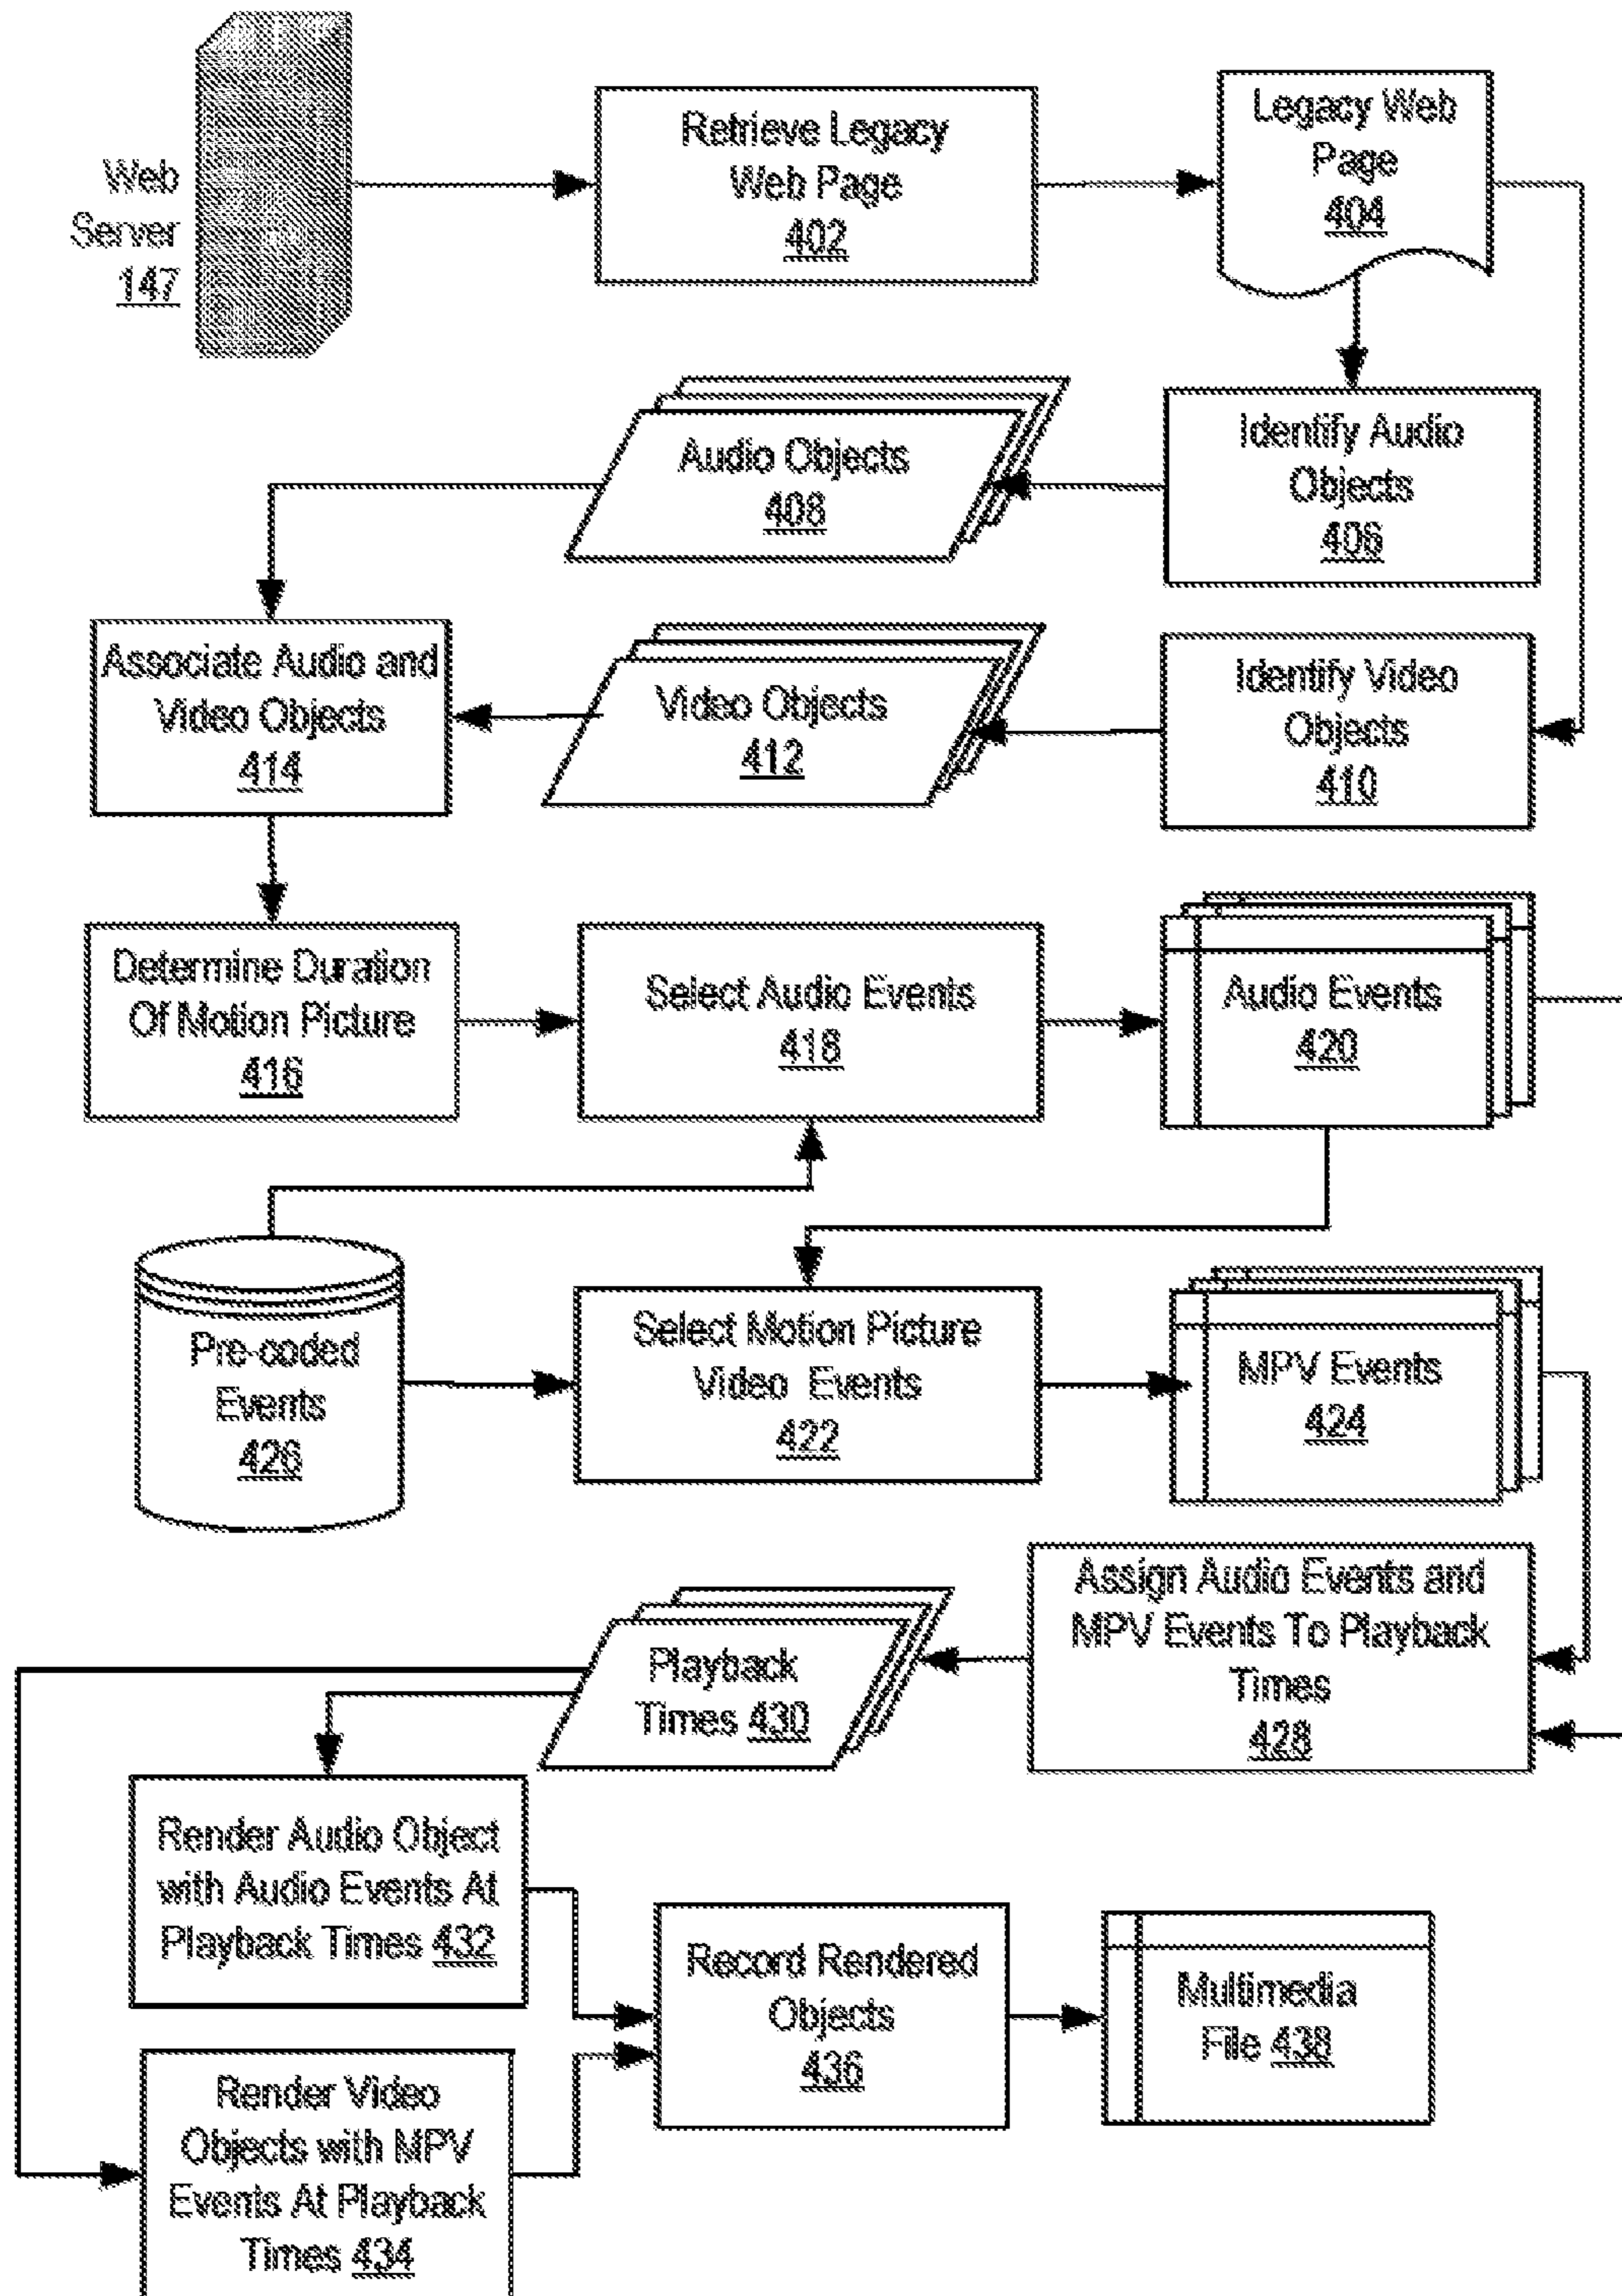 Web
Server
147
Retrieve Legacy
Web Page
402
Legacy Web
Page
404
Audio Objects
408
Identify Audio
Objects
406
Associate Audio and
Video Objects
414
Video Objects
412
Identify Video
Objects
410
Determine Duration
Of Motion Picture
416
Select Audio Events
418
Audio Events
420
Pre-coded
Events
426
Select Motion Picture
Video Events
422
MPV Events
424
Assign Audio Events and
MPV Events To Playback
Times
428
Playback
Times 430
Render Audio Object
with Audio Events At
Playback Times 432
Record Rendered
Objects
436
Multimedia
File 438
Render Video
Objects with MPV
Events At Playback
Times 434